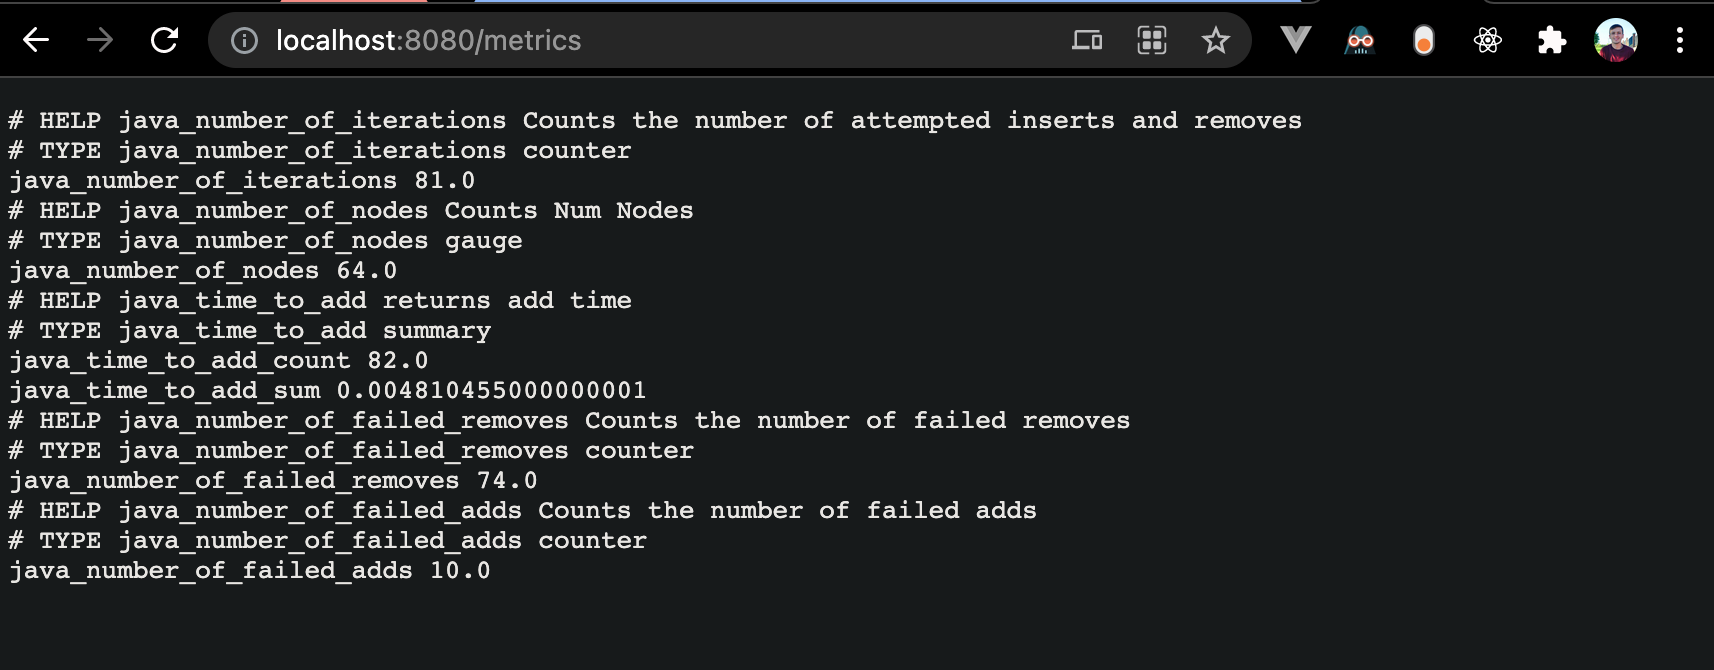 localhost:8080/metrics
# HELP java_number_of_iterations Counts the number of attempted inserts and removes
# TYPE java_number_of_iterations counter
java_number_of_iterations 81.0
# HELP java_number_of_nodes Counts Num Nodes
# TYPE java_number_of_nodes gauge
java_number_of_nodes 64.0
# HELP java_time_to_add returns add time
# TYPE java_time_to_add summary
java_time_to_add_count 82.0
java_time_to_add_sum 0.004810455000000001
# HELP java_number_of_failed_removes Counts the number of failed removes
# TYPE java_number_of_failed_removes counter
java_number_of_failed_removes 74.0
# HELP java_number_of_failed_adds Counts the number of failed adds
# TYPE java_number_of_failed_adds counter
java_number_of_failed_adds 10.0